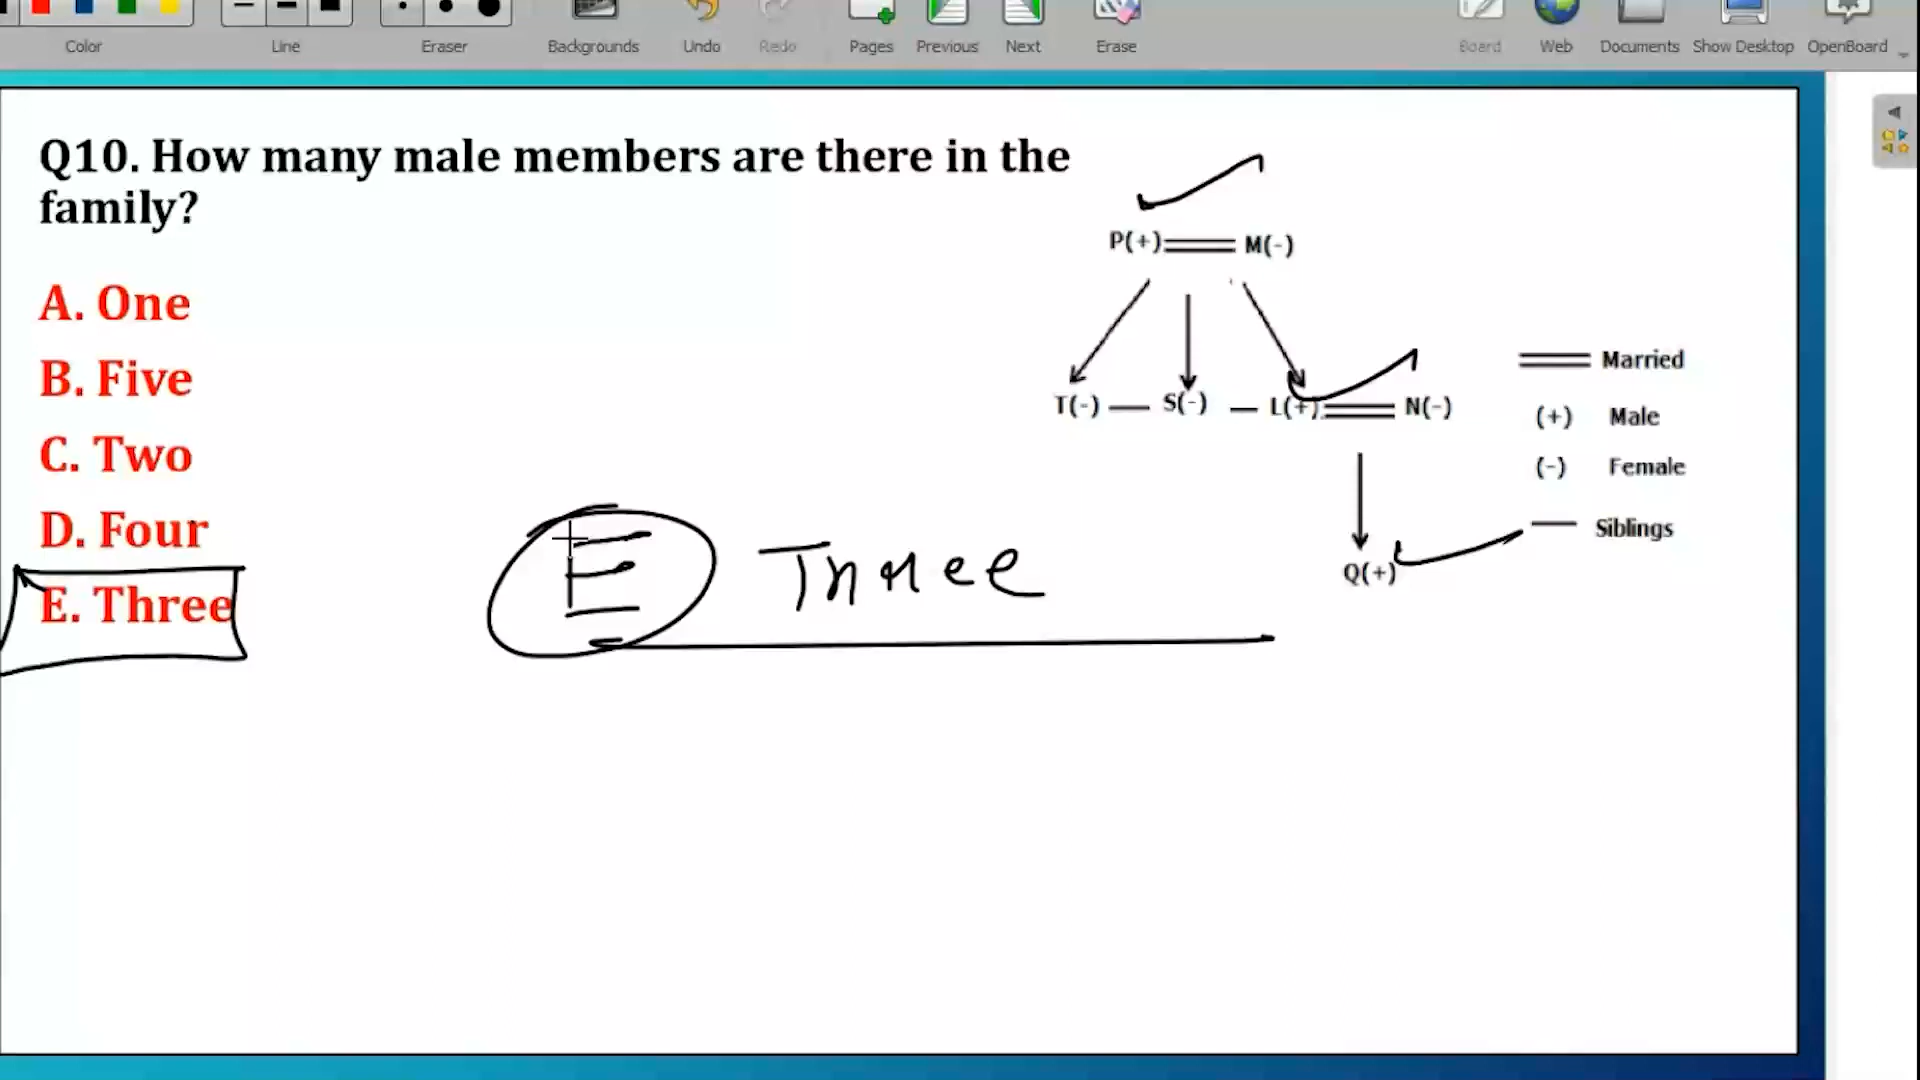 Color Line Eraser Backgrounds Undo Redo Pages Previous Next Erase Board Web Documents Show Desktop OpenBoard
Q10. How many male members are there in the
family?
A. One
B. Five
C. Two
D. Four
E. Three
P(+) M(-)
T(-) S(-) L(+) N(-)
Q(+)
Married
(+) Male
(-) Female
Siblings
E Three